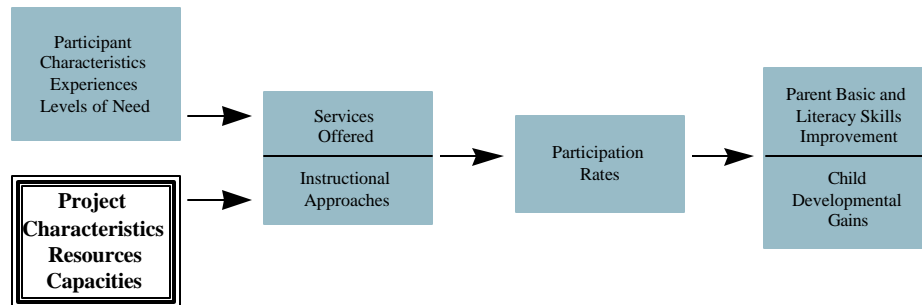 Participant
Characteristics
Experiences
Levels of Need
Project
Characteristics
Resources
Capacities
Services
Offered
Instructional
Approaches
Participation
Rates
Parent Basic and
Literacy Skills
Improvement
Child
Developmental
Gains